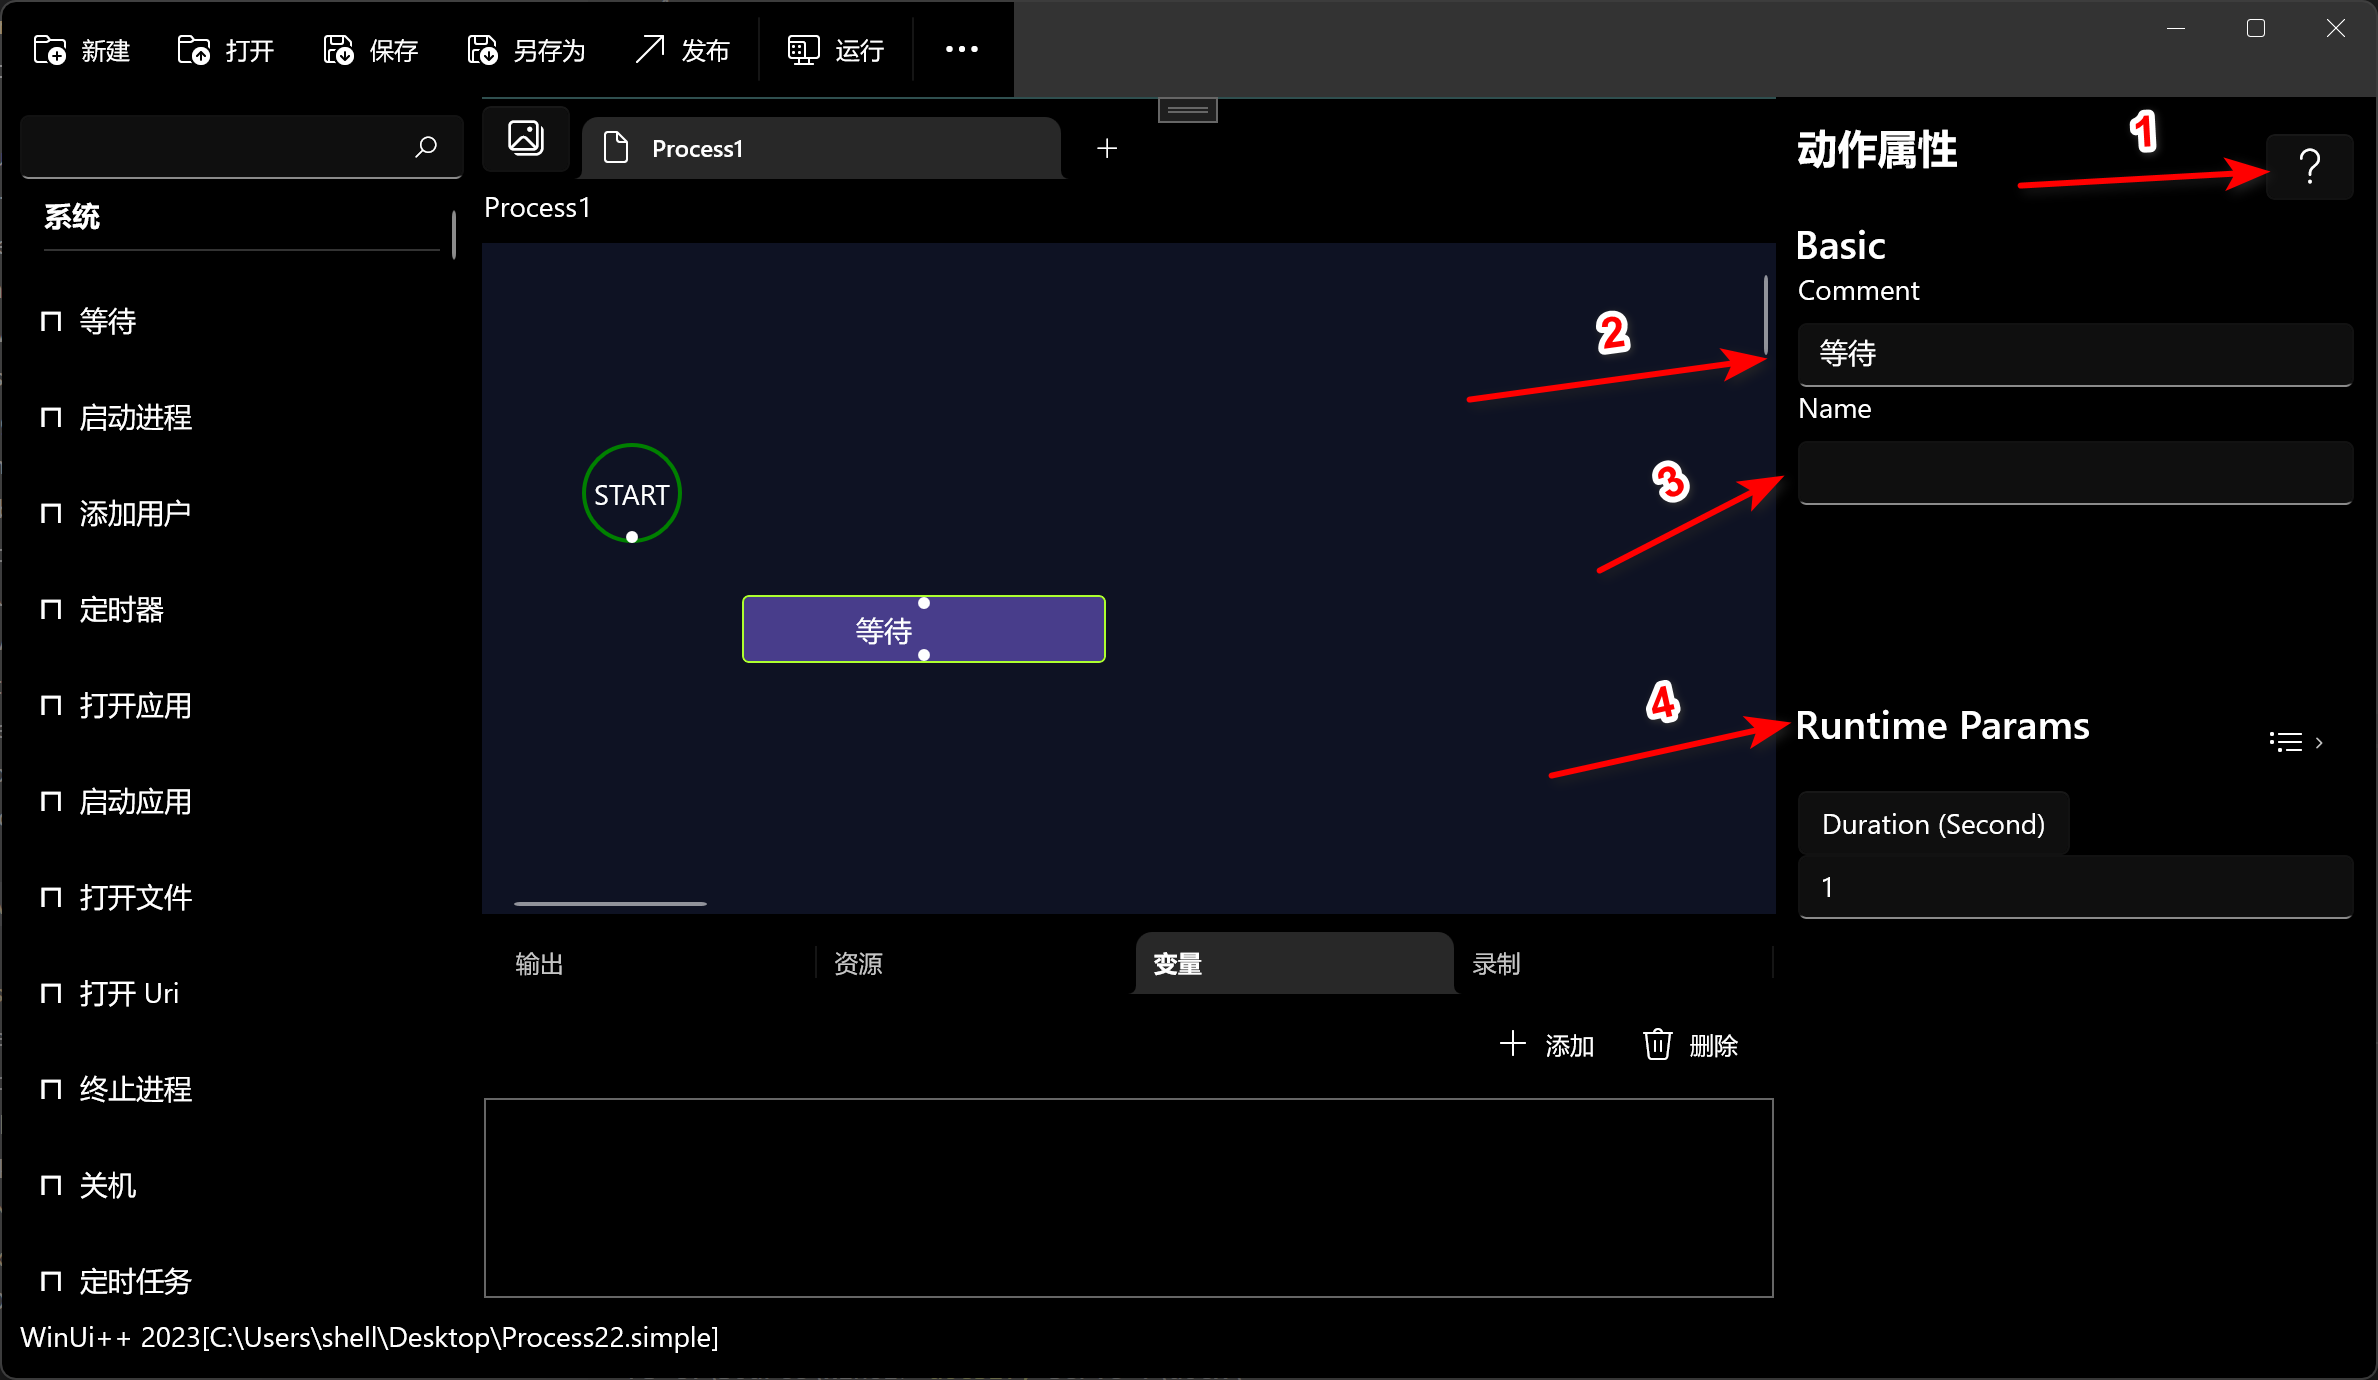 新建 打开 保存 另存为 发布 运行
Process1
动作属性
?
1
系统
Process1
Basic
Comment
等待
等待
2
启动进程
Name
3
添加用户
START
定时器
等待
打开应用
4
Runtime Params
启动应用
Duration (Second)
打开文件
1
输出 资源 变量 录制
打开 Uri
添加 删除
终止进程
关机
定时任务
WinUi++ 2023[C:\Users\shell\Desktop\Process22.simple]